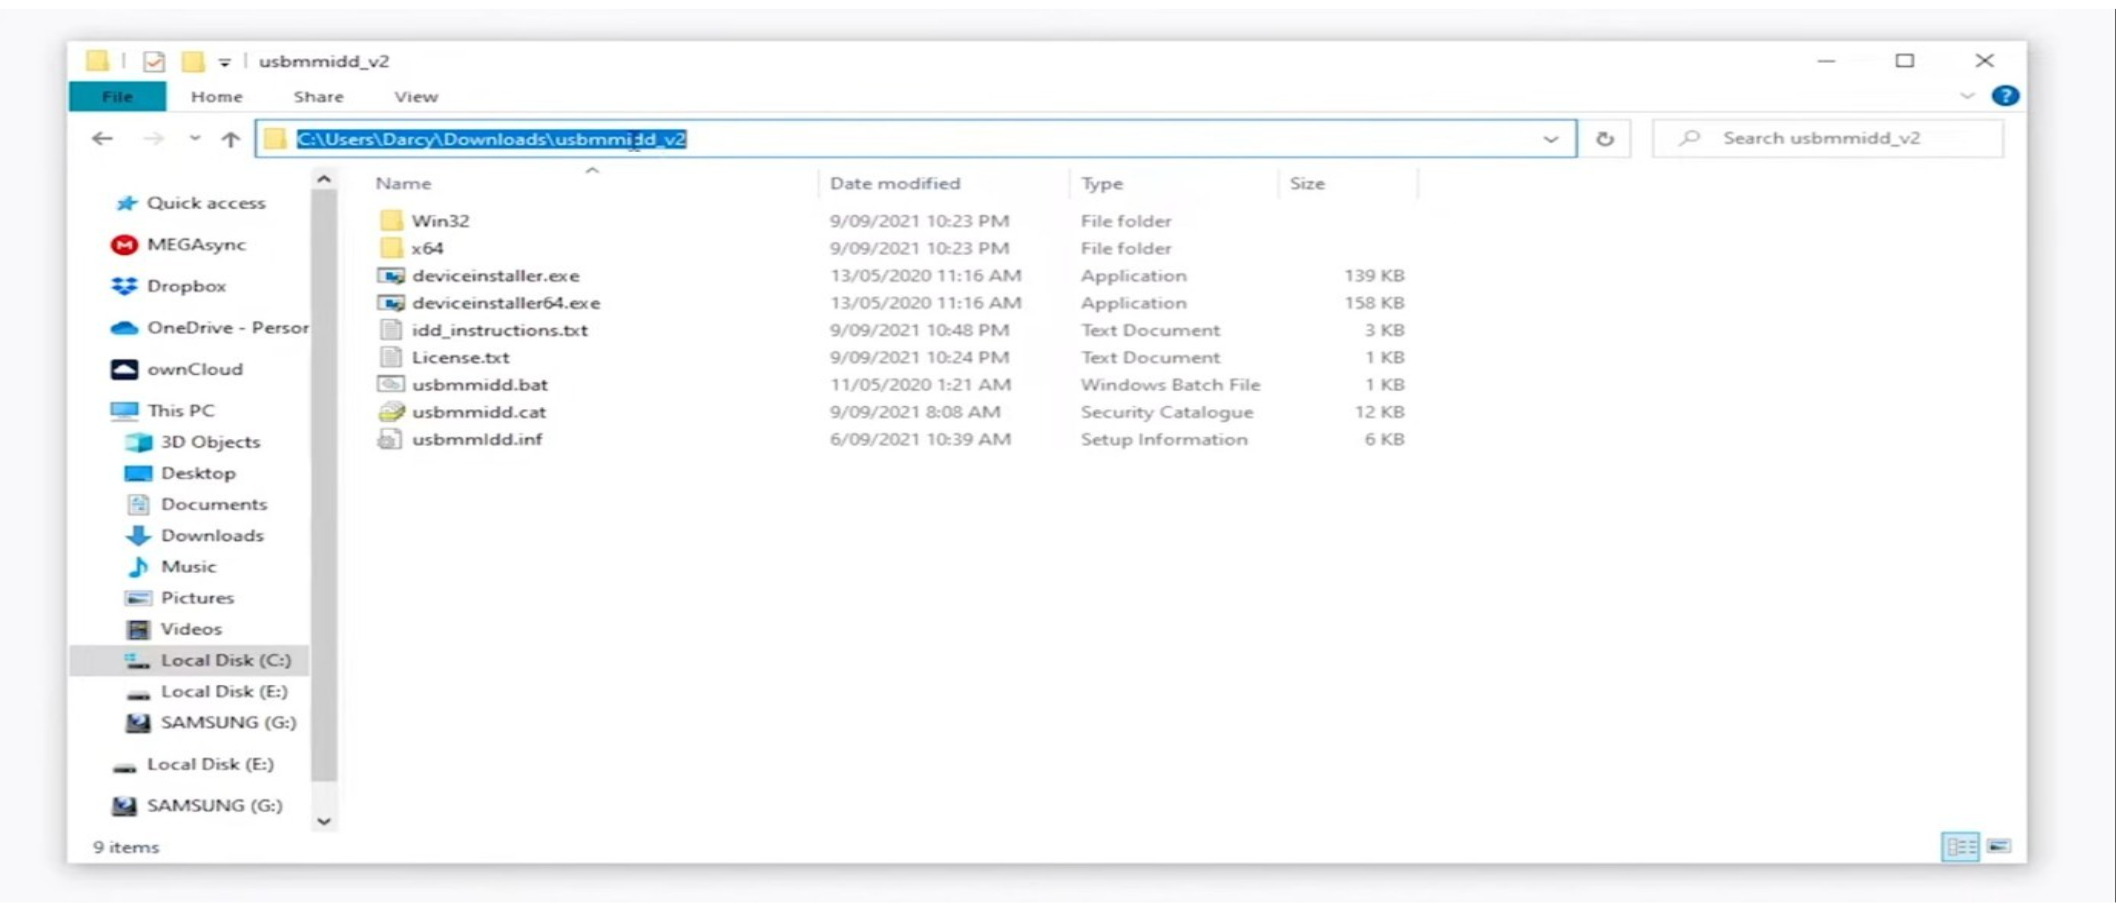 usbmmidd_v2
File Home Share View
C:\Users\Darcy\Downloads\usbmmidd_v2
Search usbmmidd_v2
Quick access
MEGAsync
Dropbox
OneDrive - Persor
ownCloud
This PC
3D Objects
Desktop
Documents
Downloads
Music
Pictures
Videos
Local Disk (C:)
Local Disk (E:)
SAMSUNG (G:)
Local Disk (E:)
SAMSUNG (G:)
Name Date modified Type Size
Win32 9/09/2021 10:23 PM File folder
x64 9/09/2021 10:23 PM File folder
deviceinstaller.exe 13/05/2020 11:16 AM Application 139 KB
deviceinstaller64.exe 13/05/2020 11:16 AM Application 158 KB
idd_instructions.txt 9/09/2021 10:48 PM Text Document 3 KB
License.txt 9/09/2021 10:24 PM Text Document 1 KB
usbmmidd.bat 11/05/2020 1:21 AM Windows Batch File 1 KB
usbmmidd.cat 9/09/2021 8:08 AM Security Catalogue 12 KB
usbmmIdd.inf 6/09/2021 10:39 AM Setup Information 6 KB
9 items